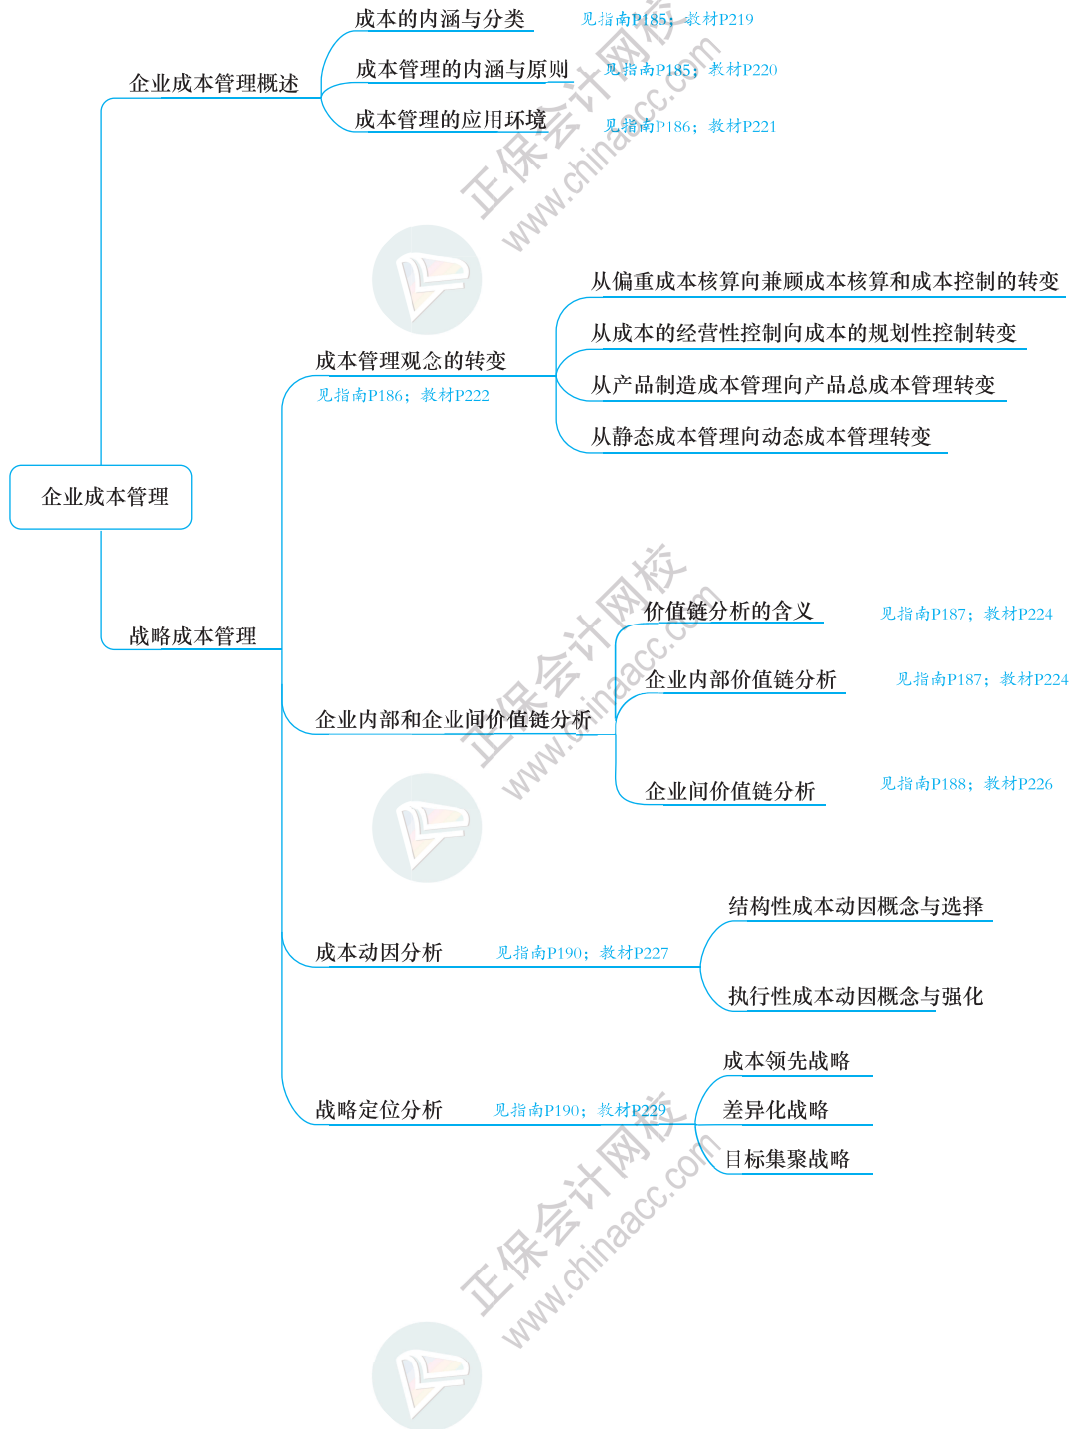 成本的内涵与分类
见指南P185；教材P219
成本管理的内涵与原则
见指南P185；教材P220
企业成本管理概述
成本管理的应用环境
见指南P186；教材P221
正保会计网校
www.chinaacc.com
从偏重成本核算向兼顾成本核算和成本控制的转变
从成本的经营性控制向成本的规划性控制转变
成本管理观念的转变
见指南P186；教材P222
从产品制造成本管理向产品总成本管理转变
从静态成本管理向动态成本管理转变
企业成本管理
战略成本管理
价值链分析的含义
见指南P187；教材P224
企业内部价值链分析
见指南P187；教材P224
企业内部和企业间价值链分析
企业间价值链分析
见指南P188；教材P226
正保会计网校
www.chinaacc.com
结构性成本动因概念与选择
成本动因分析
见指南P190；教材P227
执行性成本动因概念与强化
成本领先战略
战略定位分析
见指南P190；教材P229
差异化战略
目标集聚战略
正保会计网校
www.chinaacc.com